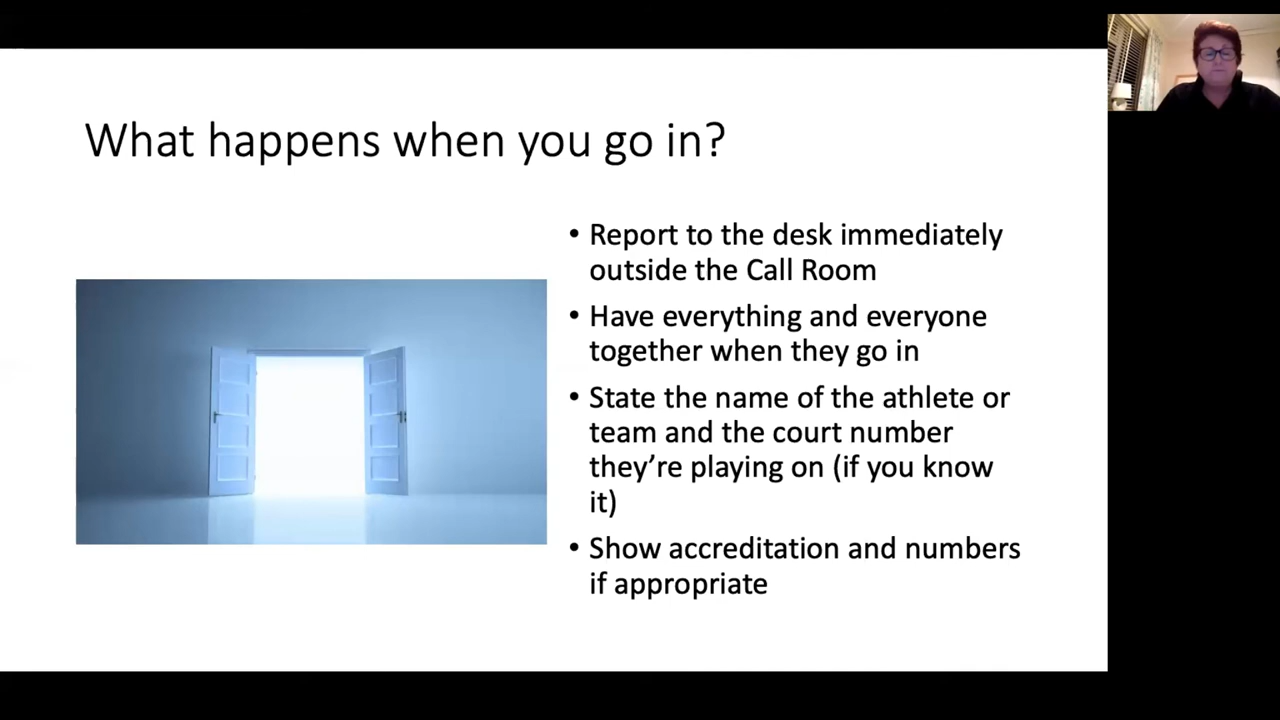 What happens when you go in?
• Report to the desk immediately
outside the Call Room
• Have everything and everyone
together when they go in
• State the name of the athlete or
team and the court number
they’re playing on (if you know
it)
• Show accreditation and numbers
if appropriate